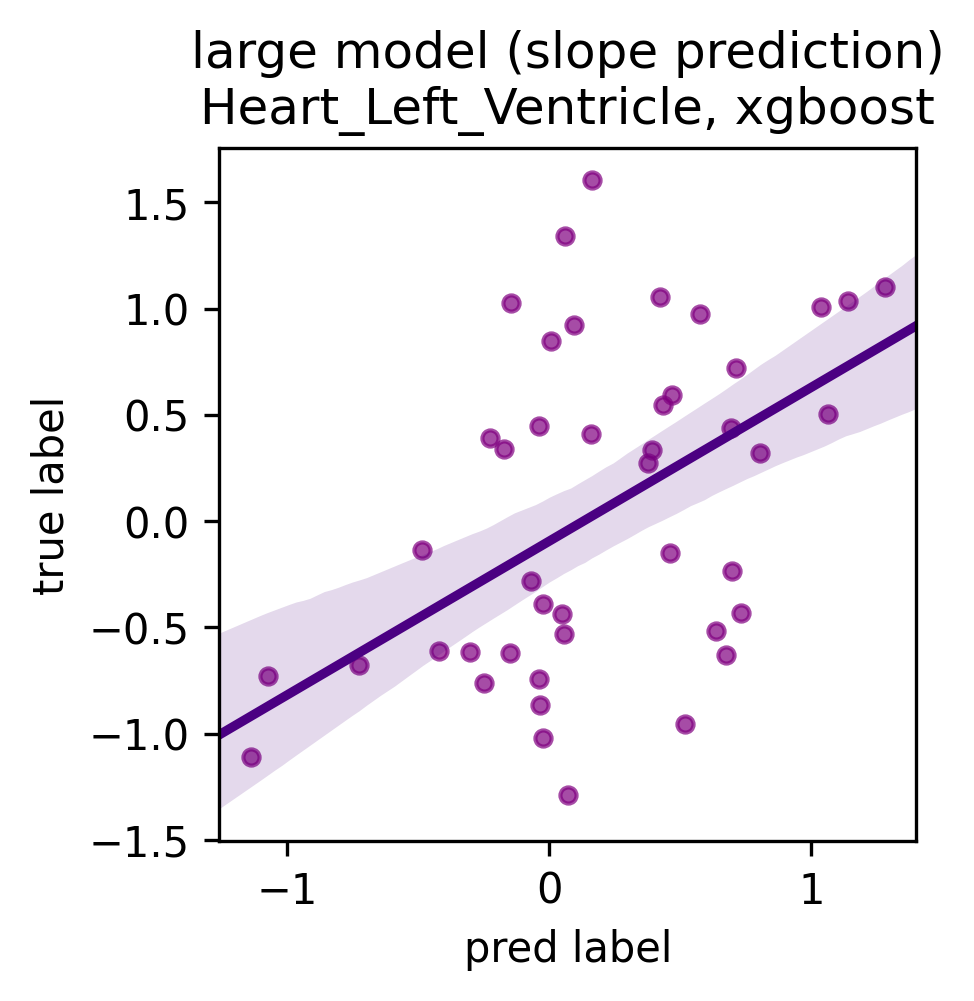 large model (slope prediction)
Heart_Left_Ventricle, xgboost
1.5
1.0
0.5
0.0
−0.5
−1.0
−1.5
true label
−1
0
1
pred label